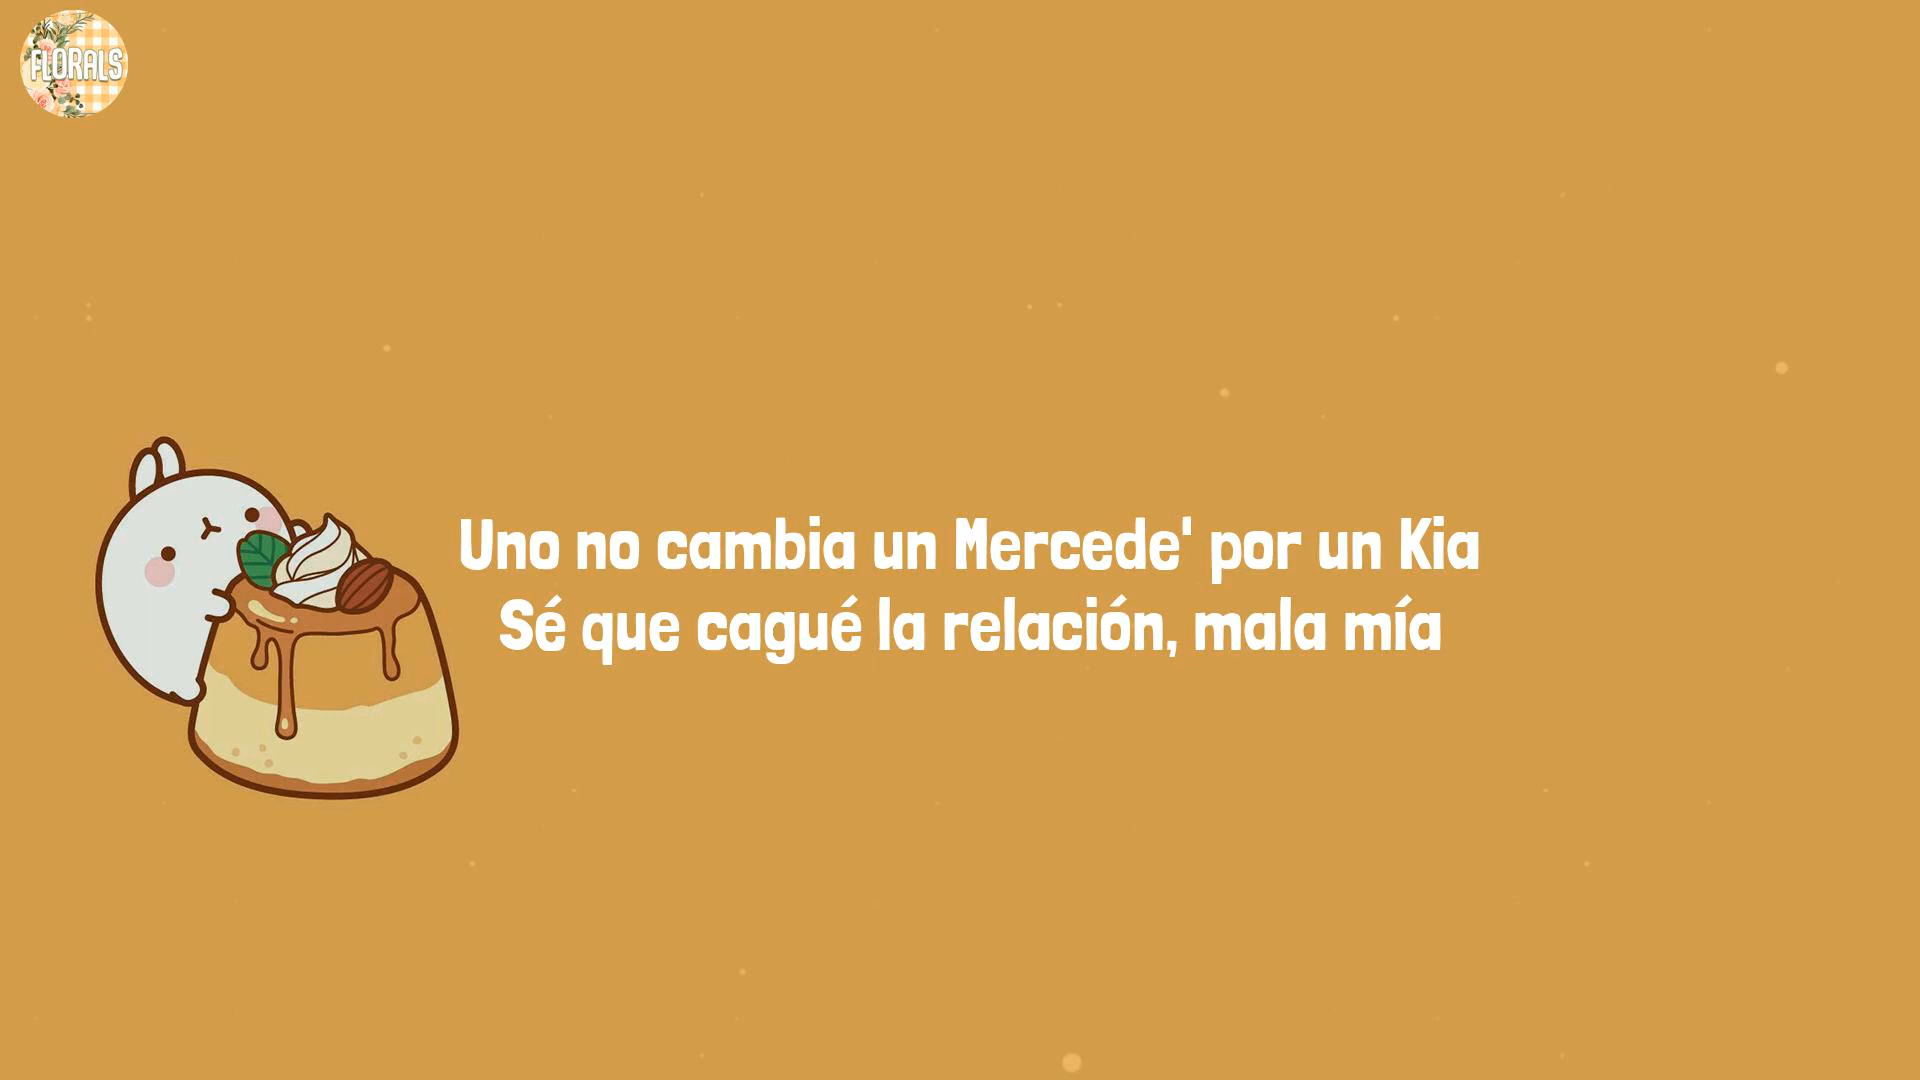 FLORALS
Uno no cambia un Mercede' por un Kia
Sé que cagué la relación, mala mía